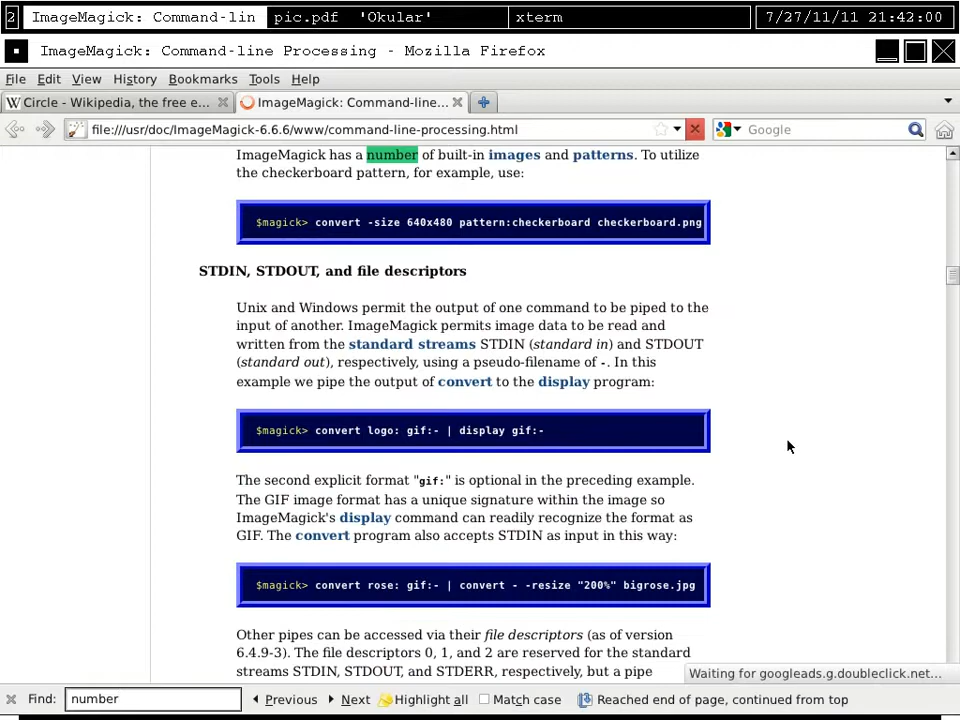 2 ImageMagick: Command-lin pic.pdf 'Okular' xterm 7/27/11/11 21:42:00
ImageMagick: Command-line Processing - Mozilla Firefox
File Edit View History Bookmarks Tools Help
W Circle - Wikipedia, the free e... ImageMagick: Command-line...
file:///usr/doc/ImageMagick-6.6.6/www/command-line-processing.html Google
ImageMagick has a number of built-in images and patterns. To utilize
the checkerboard pattern, for example, use:
$magick> convert -size 640x480 pattern:checkerboard checkerboard.png
STDIN, STDOUT, and file descriptors
Unix and Windows permit the output of one command to be piped to the
input of another. ImageMagick permits image data to be read and
written from the standard streams STDIN (standard in) and STDOUT
(standard out), respectively, using a pseudo-filename of -. In this
example we pipe the output of convert to the display program:
$magick> convert logo: gif:- | display gif:-
The second explicit format "gif:" is optional in the preceding example.
The GIF image format has a unique signature within the image so
ImageMagick's display command can readily recognize the format as
GIF. The convert program also accepts STDIN as input in this way:
$magick> convert rose: gif:- | convert - -resize "200%" bigrose.jpg
Other pipes can be accessed via their file descriptors (as of version
6.4.9-3). The file descriptors 0, 1, and 2 are reserved for the standard
streams STDIN, STDOUT, and STDERR, respectively, but a pipe
Waiting for googleads.g.doubleclick.net...
Find: number Previous Next Highlight all Match case Reached end of page, continued from top